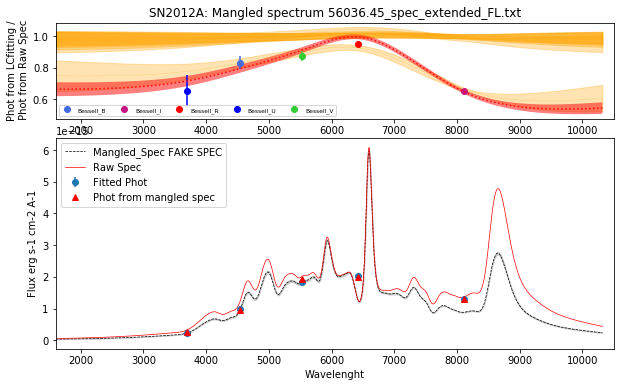 SN2012A: Mangled spectrum 56036.45_spec_extended_FL.txt
Phot from LCfitting /
Phot from Raw Spec
1.0
0.8
0.6
Bessell_B Bessell_I Bessell_R Bessell_U Bessell_V
2000 3000 4000 5000 6000 7000 8000 9000 10000
Flux erg s-1 cm-2 A-1
6
5
4
3
2
1
0
Mangled_Spec FAKE SPEC
Raw Spec
Fitted Phot
Phot from mangled spec
2000 3000 4000 5000 6000 7000 8000 9000 10000
Wavelenght